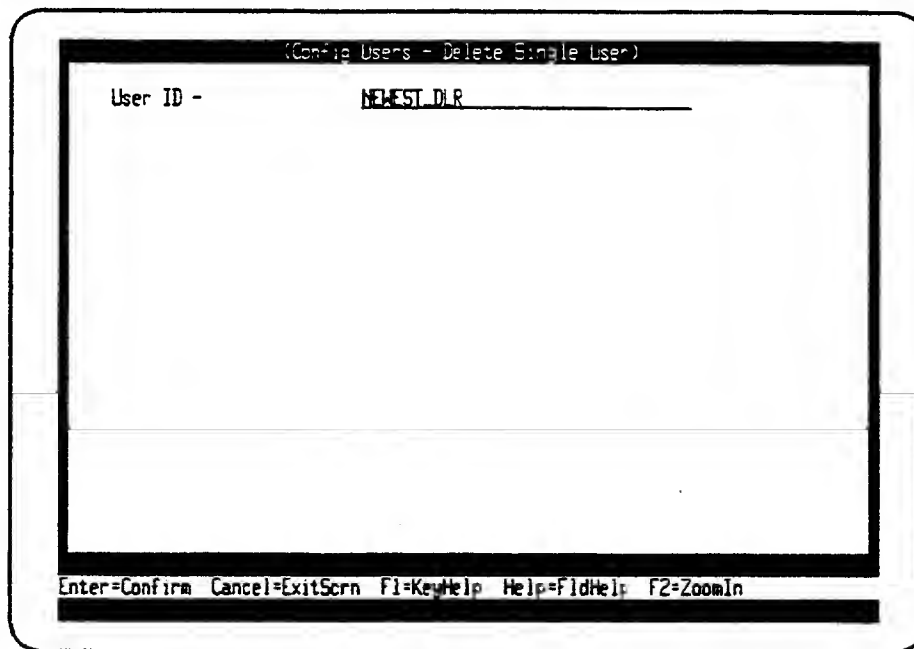 (Config Users - Delete Single User)
User ID - NEWEST_DLR
Enter=Confirm Cancel=ExitScrn F1=KeyHelp Help=FldHelp F2=ZoomIn